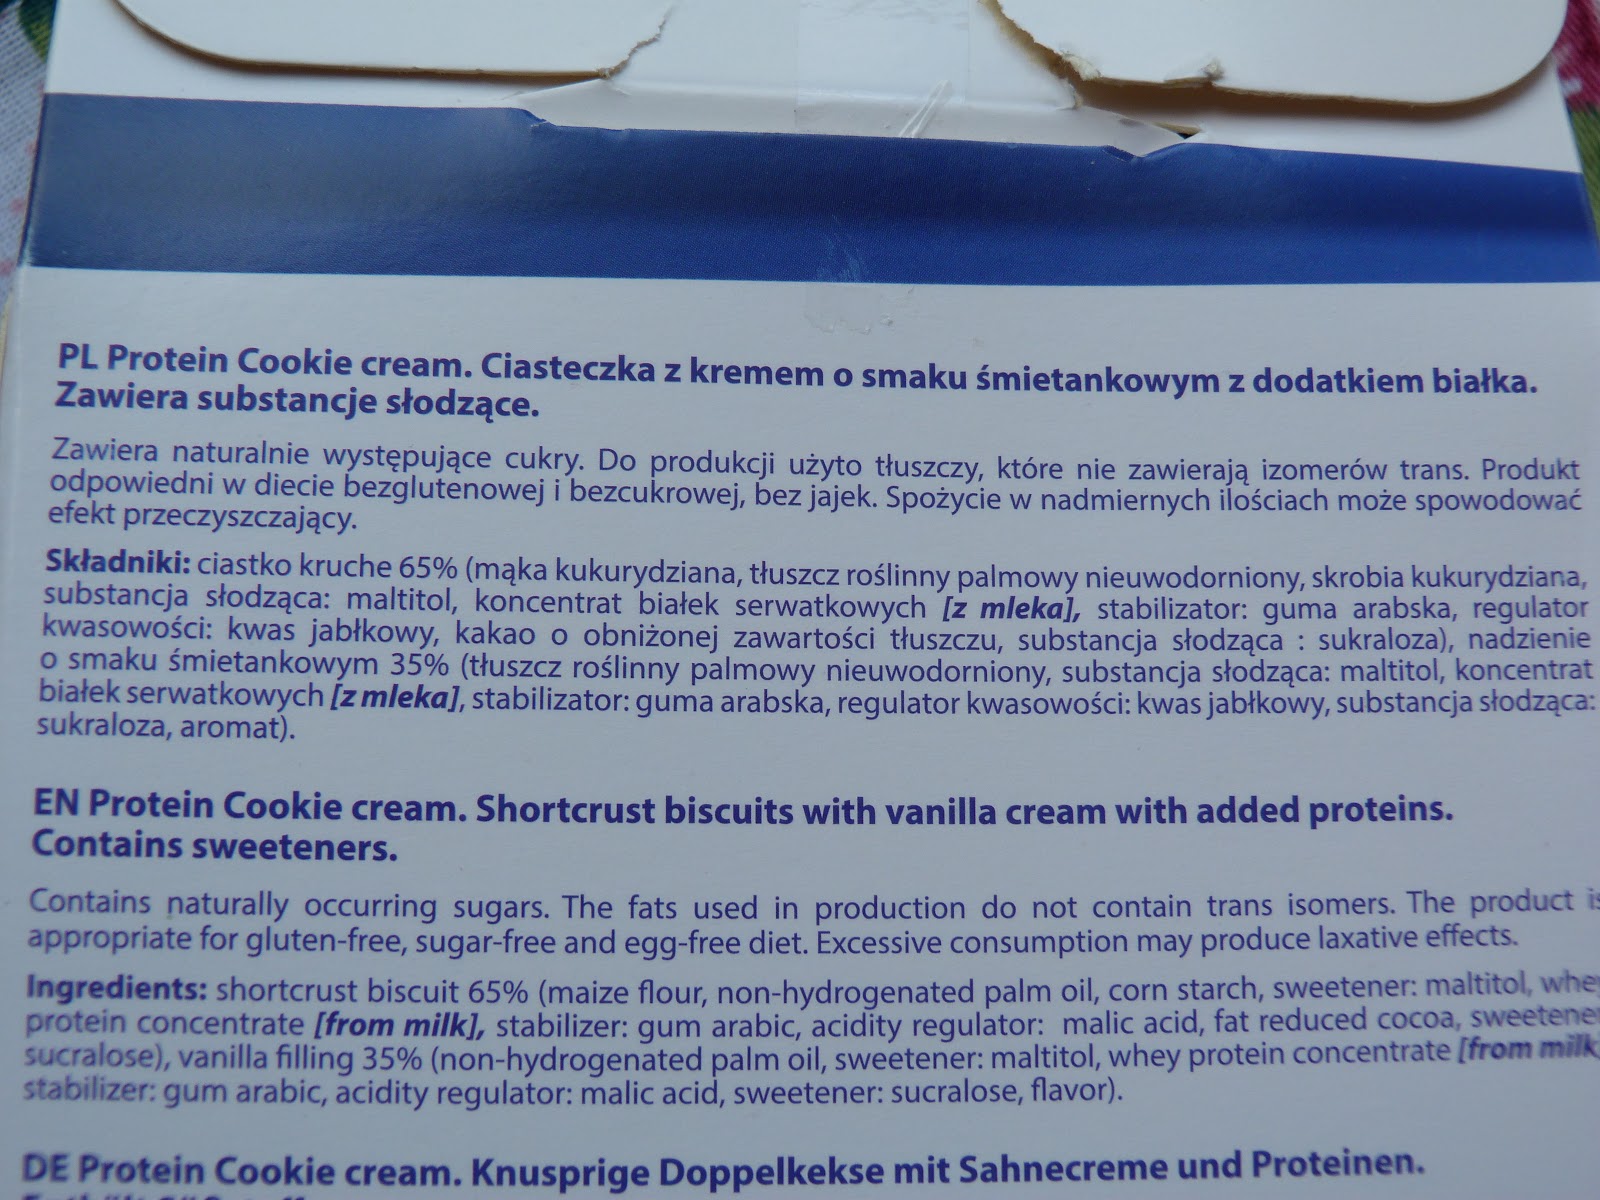 PL Protein Cookie cream. Ciasteczka z kremem o smaku śmietankowym z dodatkiem białka.
Zawiera substancje słodzące.
Zawiera naturalnie występujące cukry. Do produkcji użyto tłuszczy, które nie zawierają izomerów trans. Produkt
odpowiedni w diecie bezglutenowej i bezcukrowej, bez jajek. Spożycie w nadmiernych ilościach może spowodować
efekt przeczyszczający.
Składniki: ciastko kruche 65% (mąka kukurydziana, tłuszcz roślinny palmowy nieuwodorniony, skrobia kukurydziana,
substancja słodząca: maltitol, koncentrat białek serwatkowych [z mleka], stabilizator: guma arabska, regulator
kwasowości: kwas jabłkowy, kakao o obniżonej zawartości tłuszczu, substancja słodząca : sukraloza), nadzienie
o smaku śmietankowym 35% (tłuszcz roślinny palmowy nieuwodorniony, substancja słodząca: maltitol, koncentrat
białek serwatkowych [z mleka], stabilizator: guma arabska, regulator kwasowości: kwas jabłkowy, substancja słodząca:
sukraloza, aromat).
EN Protein Cookie cream. Shortcrust biscuits with vanilla cream with added proteins.
Contains sweeteners.
Contains naturally occurring sugars. The fats used in production do not contain trans isomers. The product is
appropriate for gluten-free, sugar-free and egg-free diet. Excessive consumption may produce laxative effects.
Ingredients: shortcrust biscuit 65% (maize flour, non-hydrogenated palm oil, corn starch, sweetener: maltitol, whey
protein concentrate [from milk], stabilizer: gum arabic, acidity regulator: malic acid, fat reduced cocoa, sweetener
sucralose), vanilla filling 35% (non-hydrogenated palm oil, sweetener: maltitol, whey protein concentrate [from milk
stabilizer: gum arabic, acidity regulator: malic acid, sweetener: sucralose, flavor).
DE Protein Cookie cream. Knusprige Doppelkekse mit Sahnecreme und Proteinen.